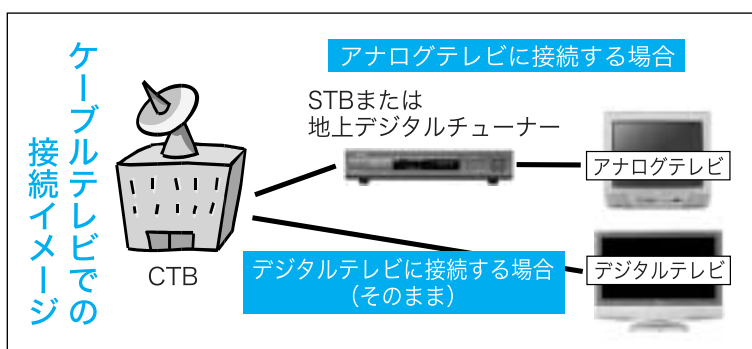 ケーブルテレビでの
接続イメージ
アナログテレビに接続する場合
STBまたは
地上デジタルチューナー
アナログテレビ
CTB
デジタルテレビに接続する場合
（そのまま）
デジタルテレビ